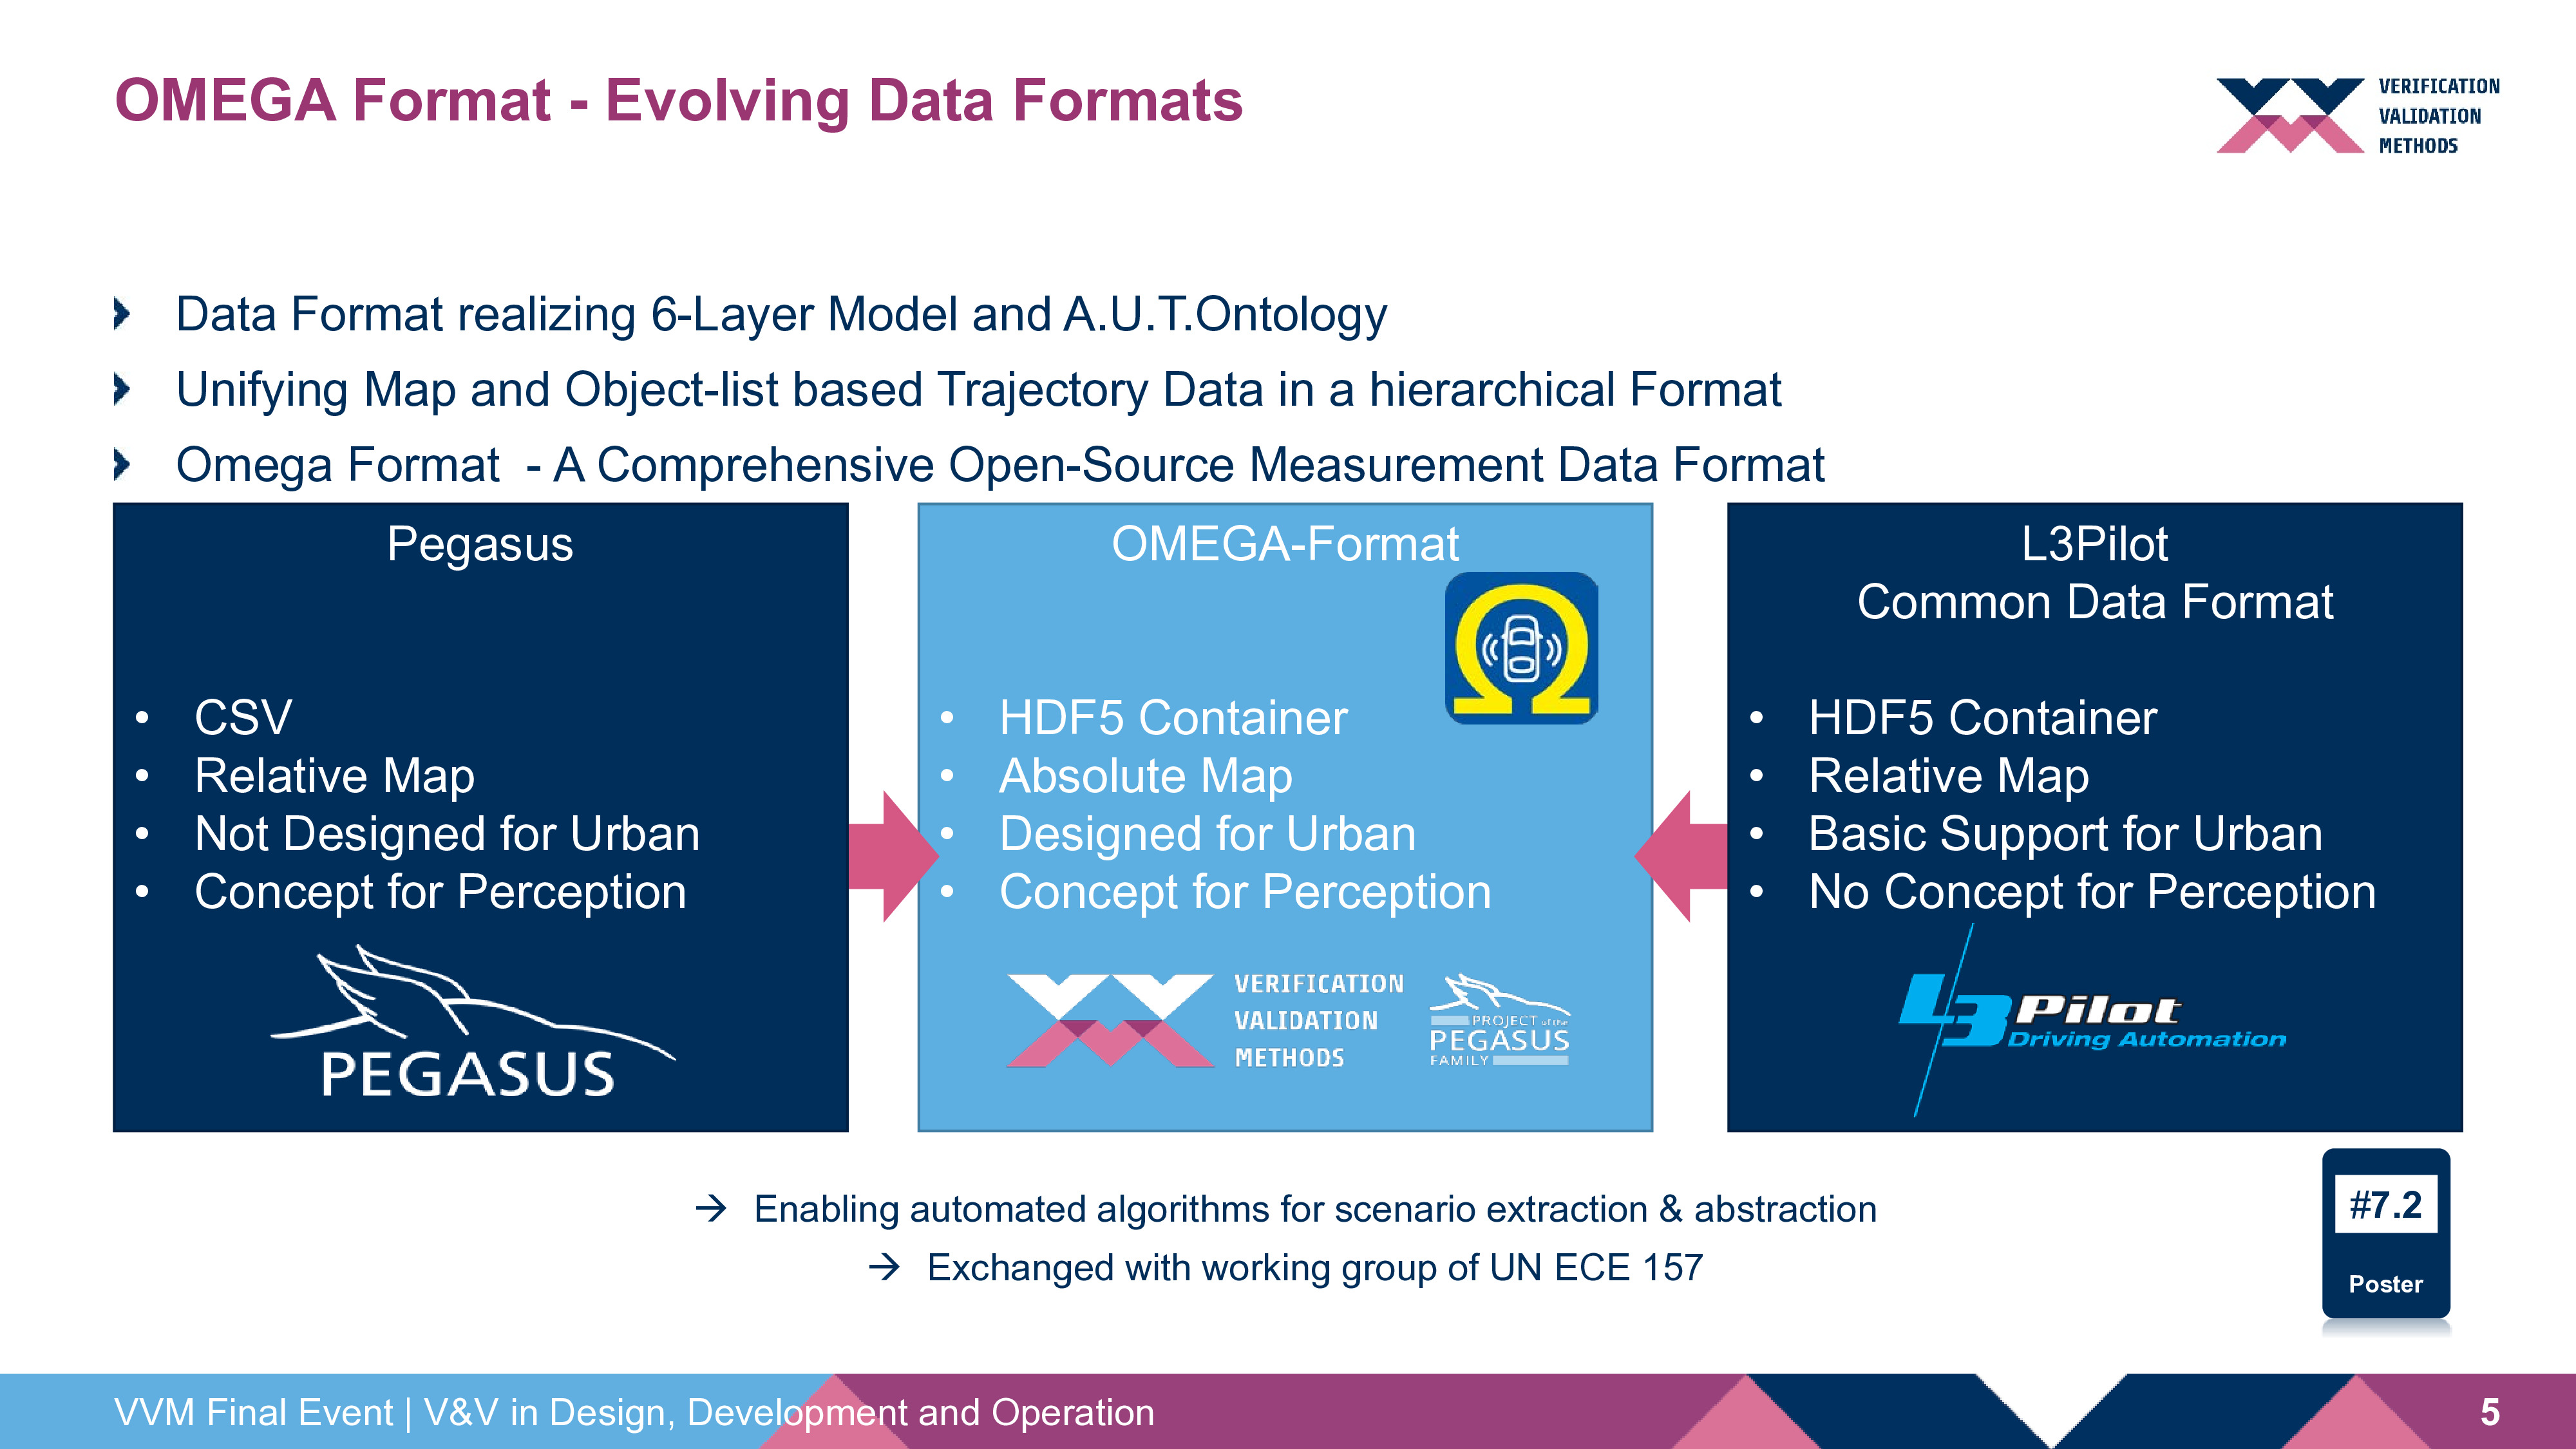 OMEGA Format - Evolving Data Formats
VERIFICATION
VALIDATION
METHODS
Data Format realizing 6-Layer Model and A.U.T.Ontology
Unifying Map and Object-list based Trajectory Data in a hierarchical Format
Omega Format - A Comprehensive Open-Source Measurement Data Format
Pegasus
• CSV
• Relative Map
• Not Designed for Urban
• Concept for Perception
PEGASUS
OMEGA-Format
Ω
• HDF5 Container
• Absolute Map
• Designed for Urban
• Concept for Perception
VERIFICATION
VALIDATION
METHODS
PROJECT of the
PEGASUS
FAMILY
L3Pilot
Common Data Format
• HDF5 Container
• Relative Map
• Basic Support for Urban
• No Concept for Perception
L3Pilot
Driving Automation
→ Enabling automated algorithms for scenario extraction & abstraction
→ Exchanged with working group of UN ECE 157
#7.2
Poster
VVM Final Event | V&V in Design, Development and Operation
5